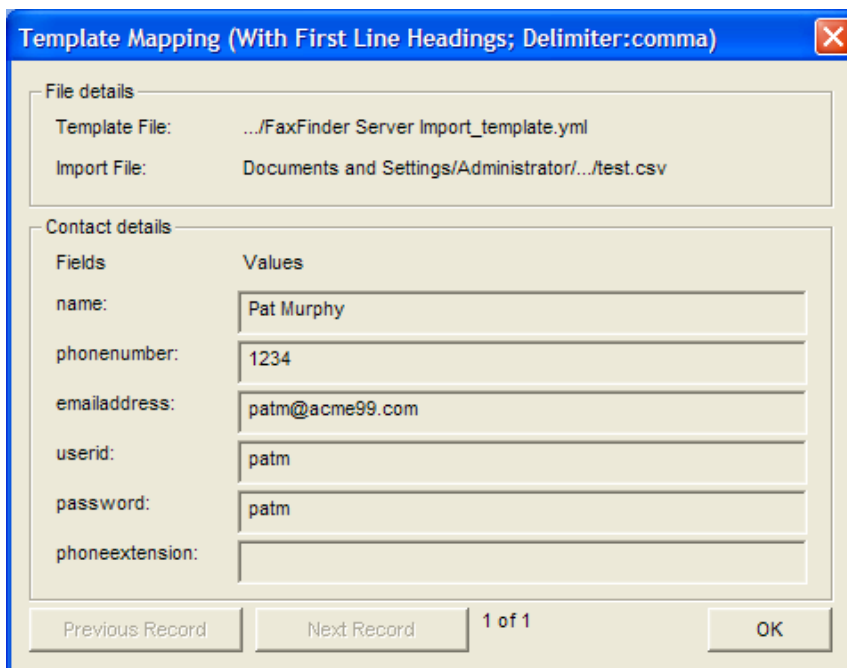 Template Mapping (With First Line Headings; Delimiter:comma)
File details
Template File: .../FaxFinder Server Import_template.yml
Import File: Documents and Settings/Administrator/.../test.csv
Contact details
Fields Values
name: Pat Murphy
phonenumber: 1234
emailaddress: patm@acme99.com
userid: patm
password: patm
phoneextension:
Previous Record Next Record 1 of 1 OK